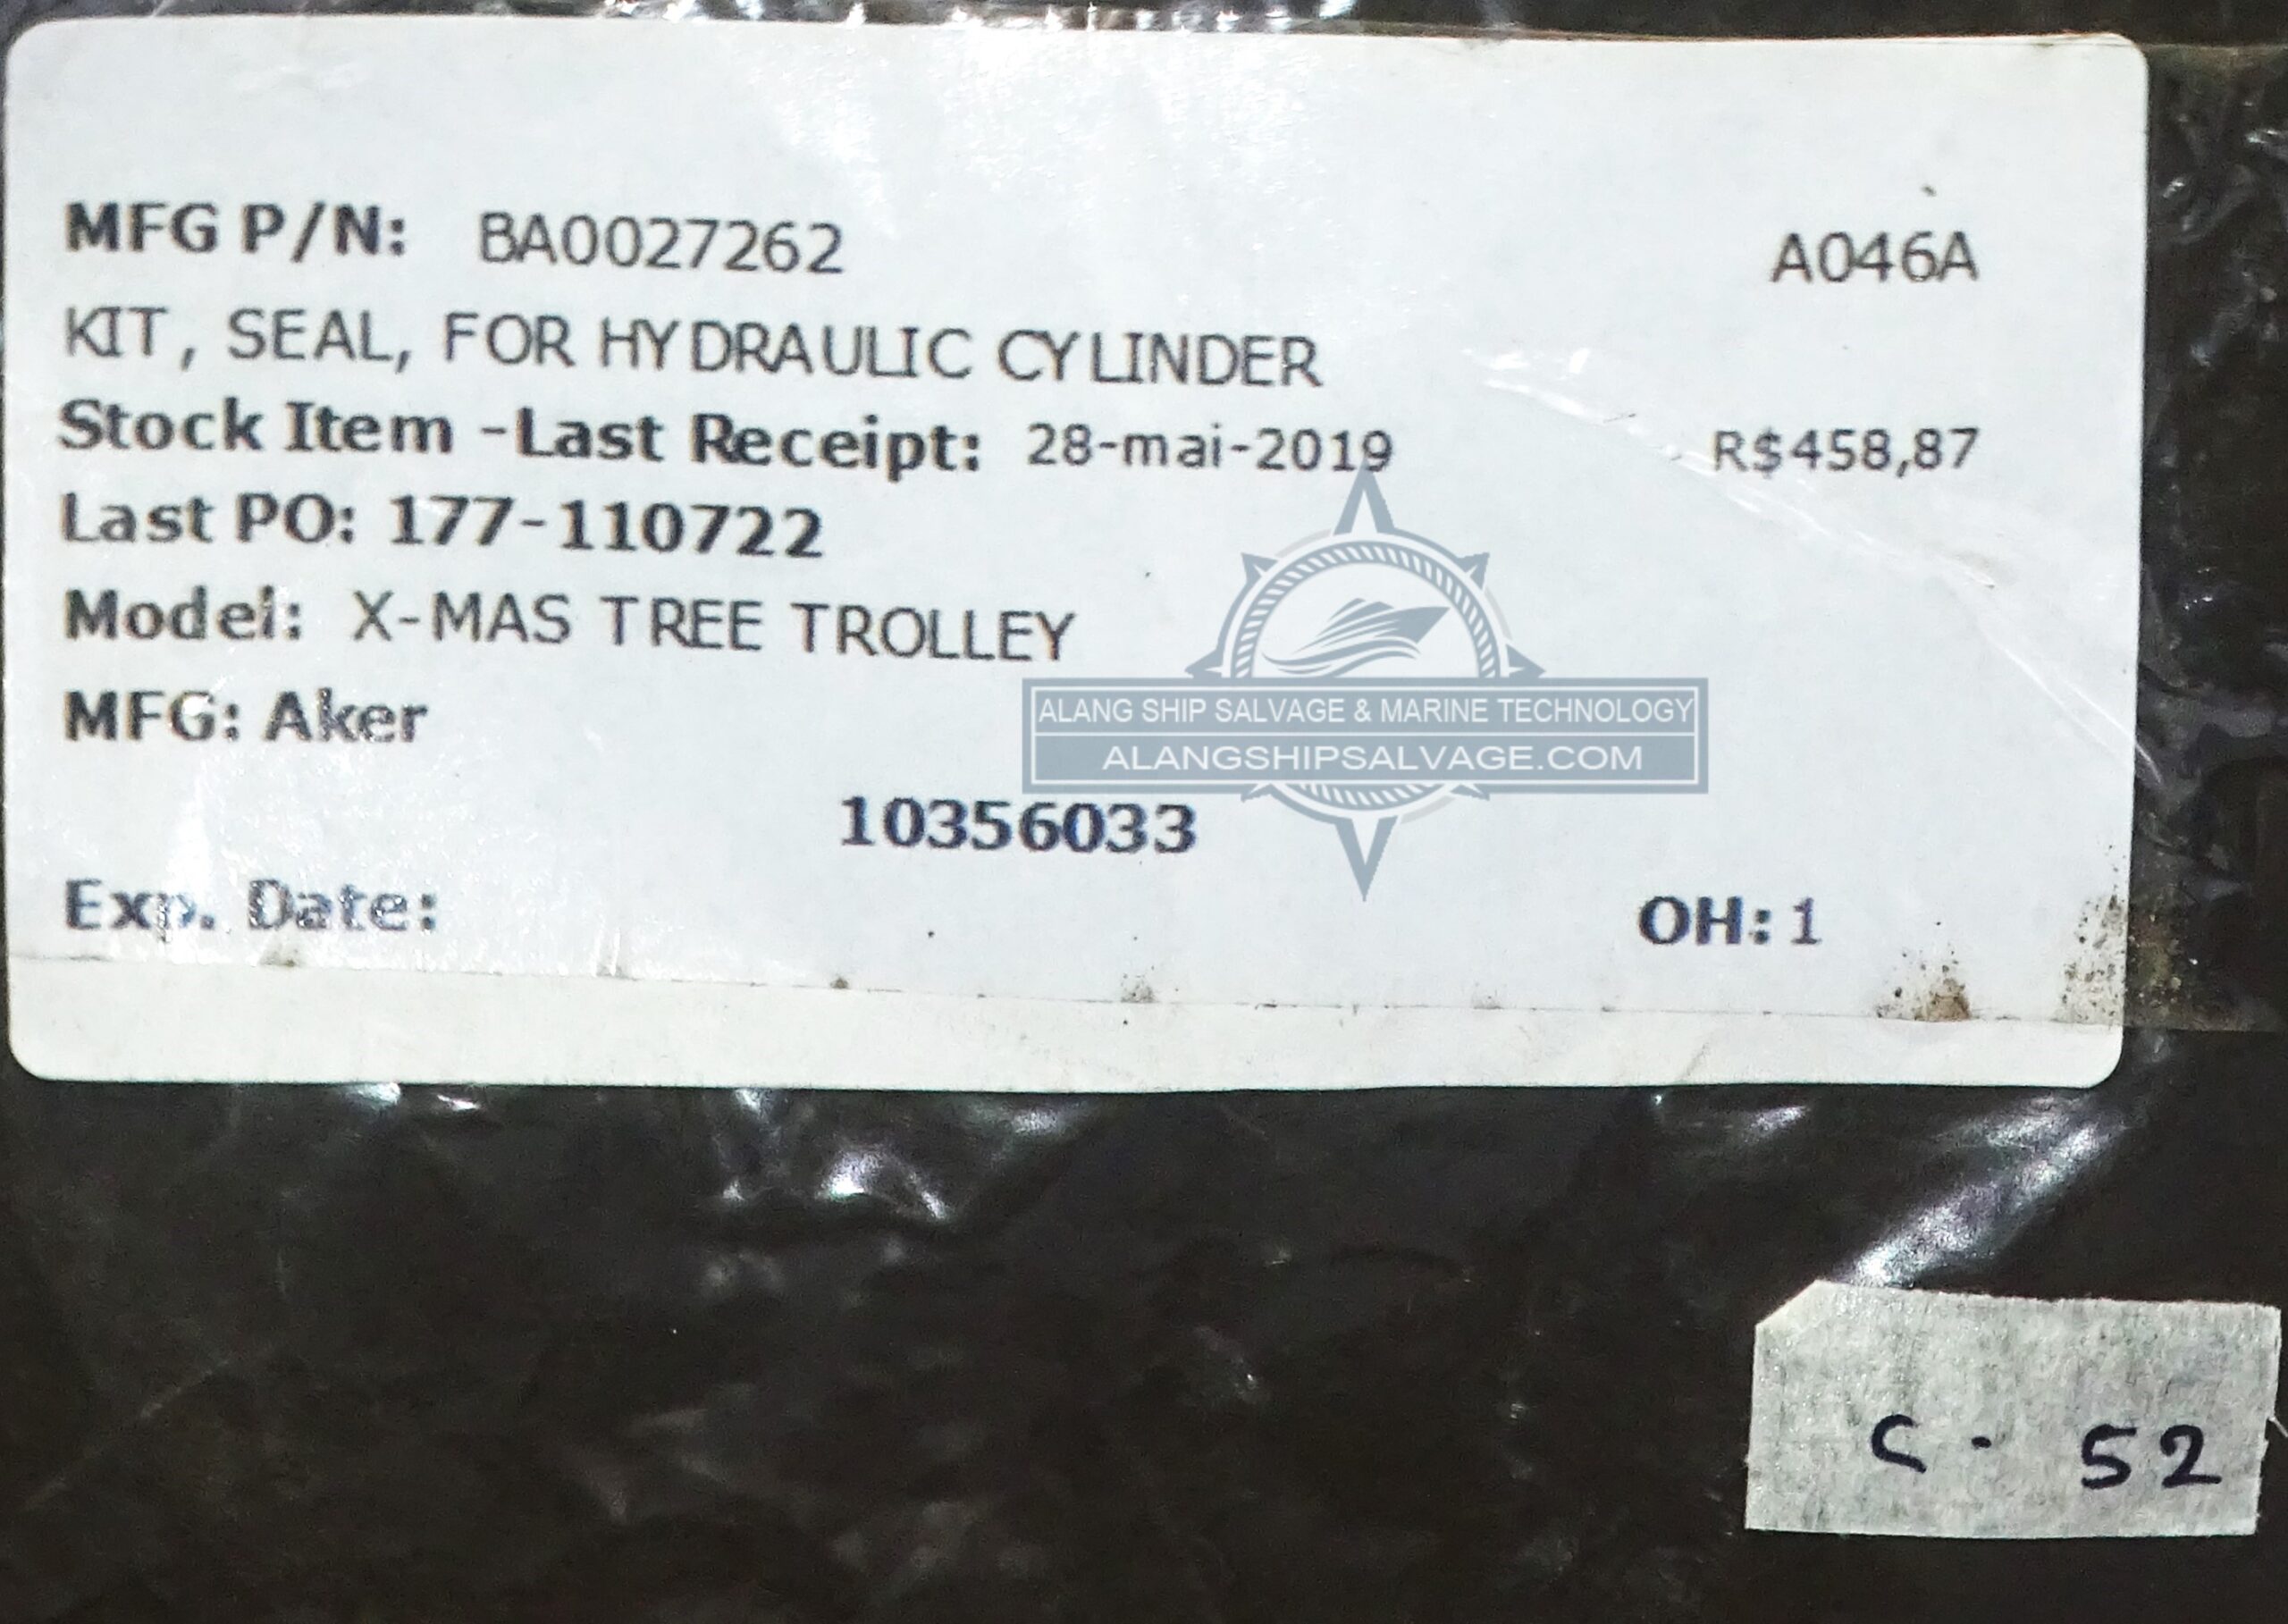 MFG P/N: BA0027262 A046A
KIT, SEAL, FOR HYDRAULIC CYLINDER
Stock Item -Last Receipt: 28-mai-2019 R$458,87
Last PO: 177-110722
Model: X-MAS TREE TROLLEY
MFG: Aker
ALANG SHIP SALVAGE & MARINE TECHNOLOGY
ALANGSHIPSALVAGE.COM
10356033
Exp. Date:
OH: 1
C - 52